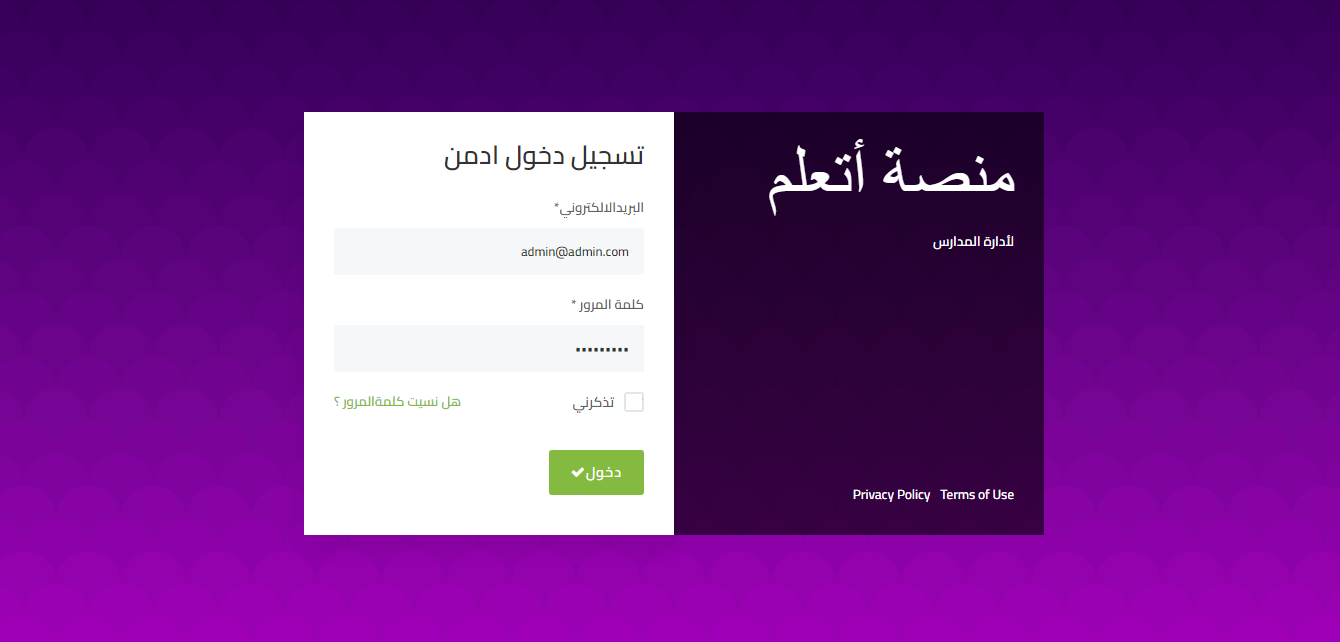 منصة أتعلم
لأدارة المدارس
Privacy Policy Terms of Use
تسجيل دخول ادمن
البريدالالكتروني*
admin@admin.com
كلمة المرور *
تذكرني
هل نسيت كلمةالمرور ؟
دخول